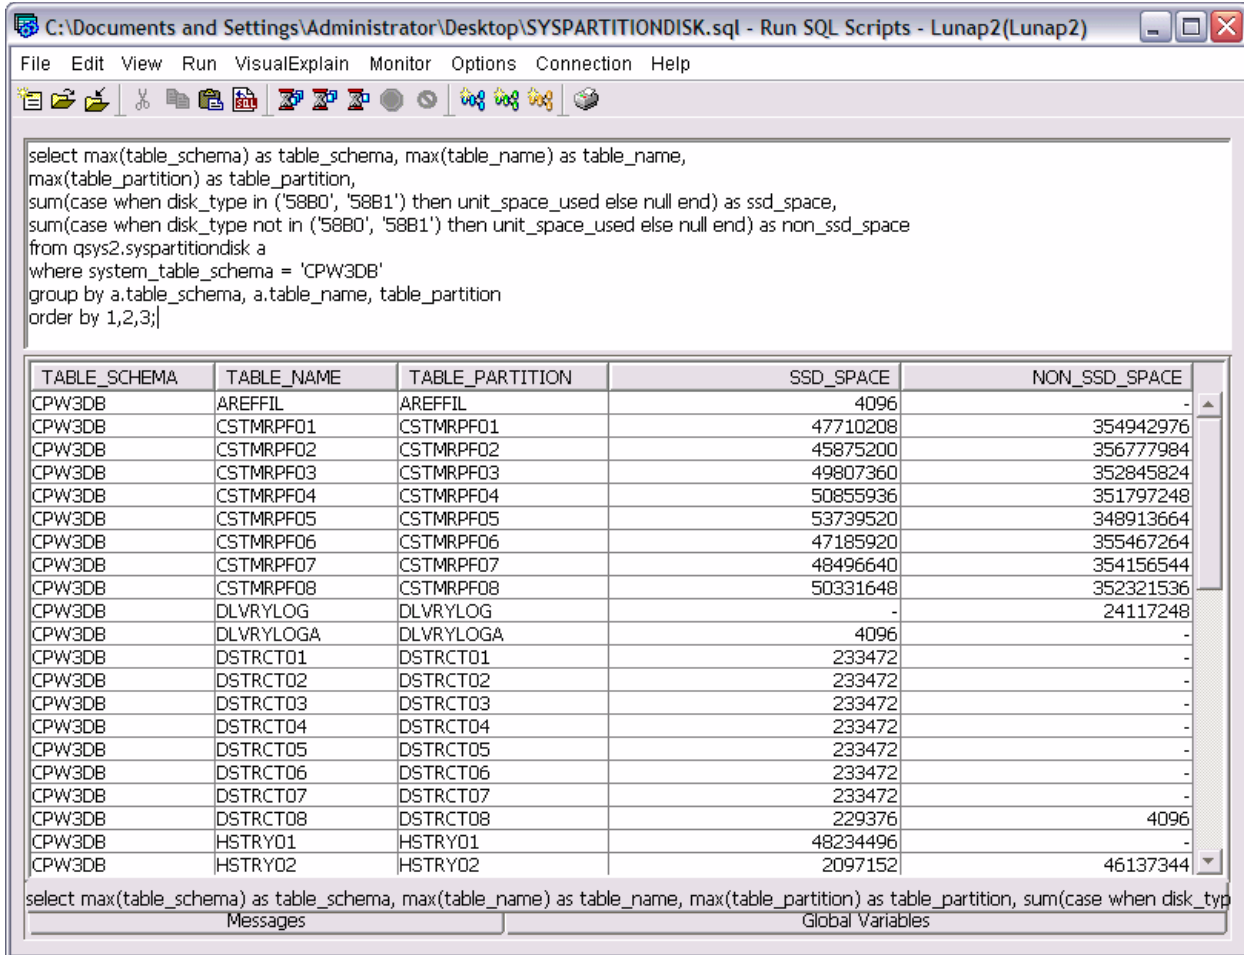 C:\Documents and Settings\Administrator\Desktop\SYSPARTITIONDISK.sql - Run SQL Scripts - Lunap2(Lunap2)
File Edit View Run VisualExplain Monitor Options Connection Help
select max(table_schema) as table_schema, max(table_name) as table_name,
max(table_partition) as table_partition,
sum(case when disk_type in ('58B0', '58B1') then unit_space_used else null end) as ssd_space,
sum(case when disk_type not in ('58B0', '58B1') then unit_space_used else null end) as non_ssd_space
from qsys2.syspartitiondisk a
where system_table_schema = 'CPW3DB'
group by a.table_schema, a.table_name, table_partition
order by 1,2,3;
TABLE_SCHEMA TABLE_NAME TABLE_PARTITION SSD_SPACE NON_SSD_SPACE
CPW3DB AREFFIL AREFFIL 4096 -
CPW3DB CSTMRPF01 CSTMRPF01 47710208 354942976
CPW3DB CSTMRPF02 CSTMRPF02 45875200 356777984
CPW3DB CSTMRPF03 CSTMRPF03 49807360 352845824
CPW3DB CSTMRPF04 CSTMRPF04 50855936 351797248
CPW3DB CSTMRPF05 CSTMRPF05 53739520 348913664
CPW3DB CSTMRPF06 CSTMRPF06 47185920 355467264
CPW3DB CSTMRPF07 CSTMRPF07 48496640 354156544
CPW3DB CSTMRPF08 CSTMRPF08 50331648 352321536
CPW3DB DLVRYLOG DLVRYLOG - 24117248
CPW3DB DLVRYLOGA DLVRYLOGA 4096 -
CPW3DB DSTRCT01 DSTRCT01 233472 -
CPW3DB DSTRCT02 DSTRCT02 233472 -
CPW3DB DSTRCT03 DSTRCT03 233472 -
CPW3DB DSTRCT04 DSTRCT04 233472 -
CPW3DB DSTRCT05 DSTRCT05 233472 -
CPW3DB DSTRCT06 DSTRCT06 233472 -
CPW3DB DSTRCT07 DSTRCT07 233472 -
CPW3DB DSTRCT08 DSTRCT08 229376 4096
CPW3DB HSTRY01 HSTRY01 48234496 -
CPW3DB HSTRY02 HSTRY02 2097152 46137344
select max(table_schema) as table_schema, max(table_name) as table_name, max(table_partition) as table_partition, sum(case when disk_typ
Messages Global Variables